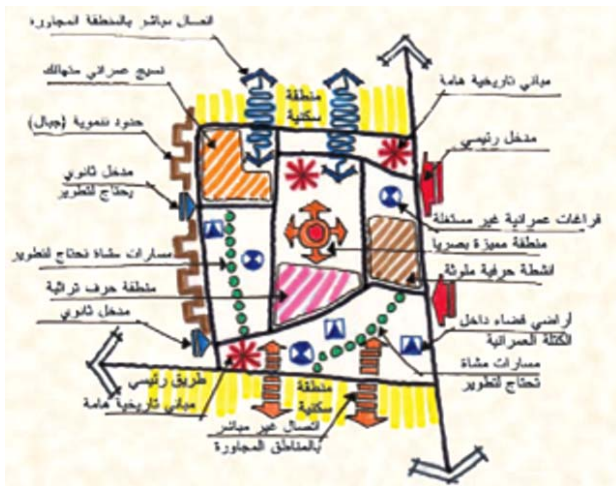 اتصال مباشر بالمنطقة المجاورة
نسيج عمراني متهالك
حدود تنموية (جبال)
مدخل ثانوي
يحتاج لتطوير
مسارات مشاة تحتاج لتطوير
منطقة حرف تراثية
مدخل ثانوي
طريق رئيسي
مباني تاريخية هامة
منطقة
سكنية
مباني تاريخية هامة
مدخل رئيسي
فراغات عمرانية غير مستغلة
منطقة مميزة بصريا
انشطة حرفية ملوثة
أراضي فضاء داخل
الكتلة العمرانية
مسارات مشاة
تحتاج لتطوير
منطقة
سكنية
اتصال غير مباشر
بالمناطق المجاورة